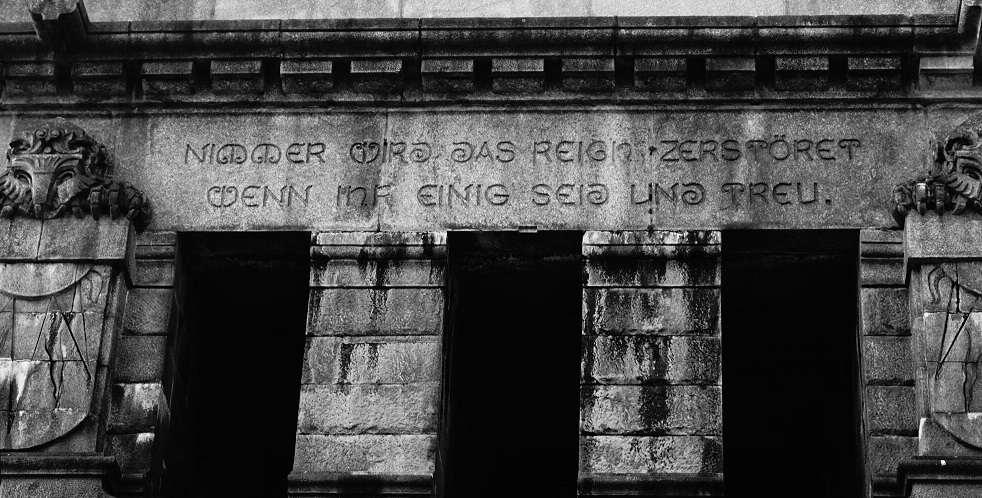 NIMMER WIRD DAS REICH ZERSTÖRET
WENN IHR EINIG SEID UND TREU.